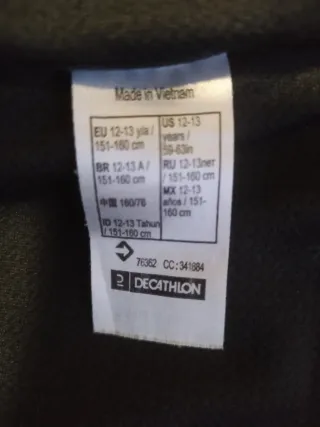 Made in Vietnam
EU 12-13 yla /
151-160 cm
BR 12-13 A /
151-160 cm
中国 160/76
ID 12-13 Tahun
/ 151-160 cm
US 12-13
years /
59-63in
RU 12-13лет
/ 151-160 cm
MX 12-13
años / 151-
160 cm
76362 CC:341684
DECATHLON